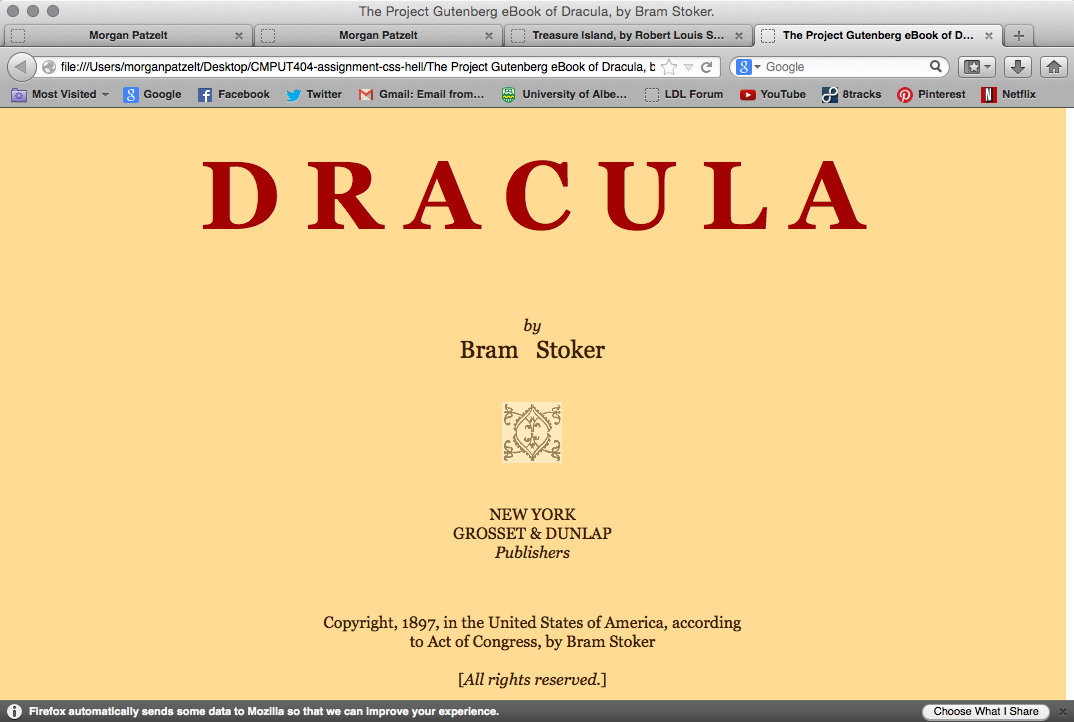 The Project Gutenberg eBook of Dracula, by Bram Stoker.
Morgan Patzelt
Morgan Patzelt
Treasure Island, by Robert Louis S...
The Project Gutenberg eBook of D...
file:///Users/morganpatzelt/Desktop/CMPUT404-assignment-css-hell/The Project Gutenberg eBook of Dracula, b
Google
Most Visited
Google
Facebook
Twitter
Gmail: Email from...
University of Albe...
LDL Forum
YouTube
8tracks
Pinterest
Netflix
DRACULA
by
Bram Stoker
NEW YORK
GROSSET & DUNLAP
Publishers
Copyright, 1897, in the United States of America, according
to Act of Congress, by Bram Stoker
[All rights reserved.]
Firefox automatically sends some data to Mozilla so that we can improve your experience.
Choose What I Share